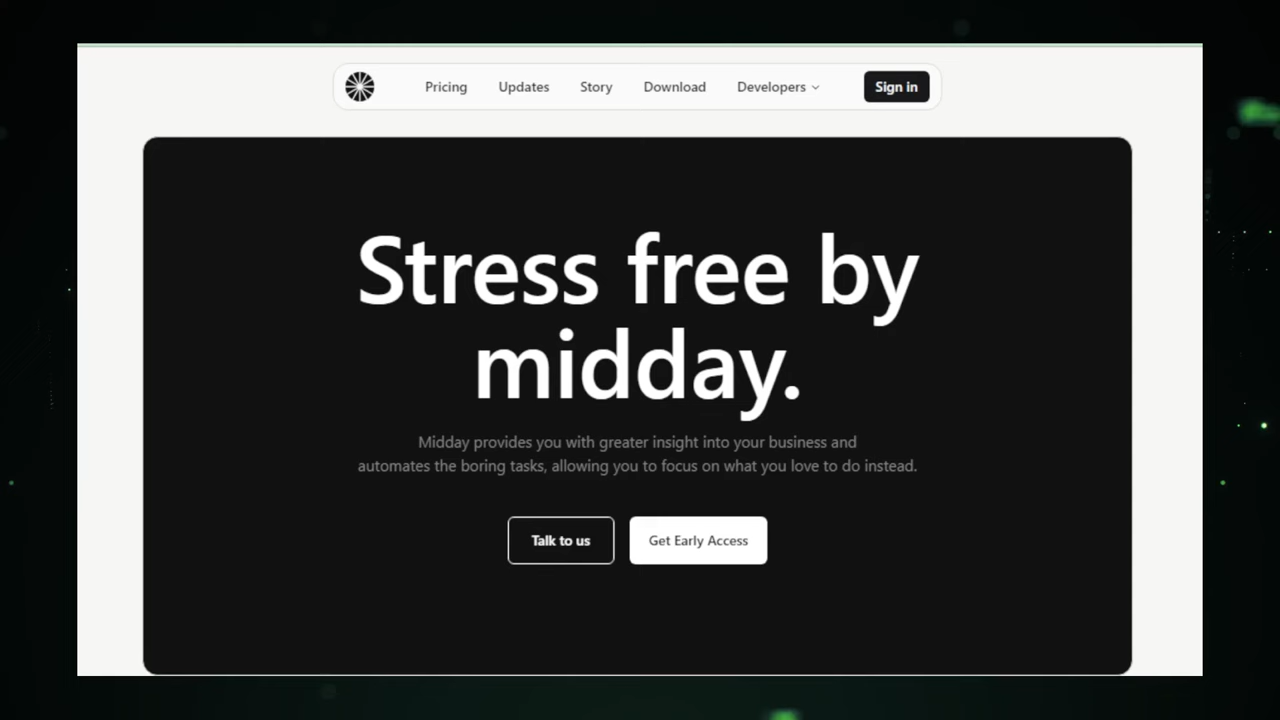 Pricing Updates Story Download Developers Sign in
Stress free by
midday.
Midday provides you with greater insight into your business and
automates the boring tasks, allowing you to focus on what you love to do instead.
Talk to us Get Early Access